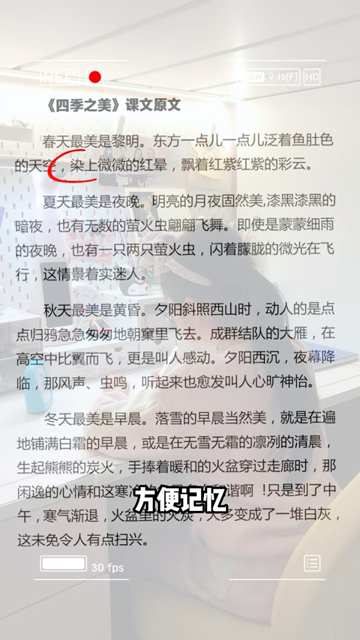 REC
9:16[F]
HD
《四季之美》课文原文
春天最美是黎明。东方一点儿一点儿泛着鱼肚色
的天空，染上微微的红晕，飘着红紫红紫的彩云。
夏天最美是夜晚。明亮的月夜固然美,漆黑漆黑的
暗夜，也有无数的萤火虫翩翩飞舞。即使是蒙蒙细雨
的夜晚，也有一只两只萤火虫，闪着朦胧的微光在飞
行，这情景着实迷人。
秋天最美是黄昏。夕阳斜照西山时，动人的是点
点归鸦急急匆匆地朝窠里飞去。成群结队的大雁，在
高空中比翼而飞，更是叫人感动。夕阳西沉，夜幕降
临，那风声、虫鸣，听起来也愈发叫人心旷神怡。
冬天最美是早晨。落雪的早晨当然美，就是在遍
地铺满白霜的早晨，或是在无雪无霜的凛冽的清晨，
生起熊熊的炭火，手捧着暖和的火盆穿过走廊时，那
闲逸的心情和这寒 谐啊 !只是到了中
午，寒气渐退，火盆里的火炭，大多变成了一堆白灰，
这未免令人有点扫兴。
方便记忆
30 fps